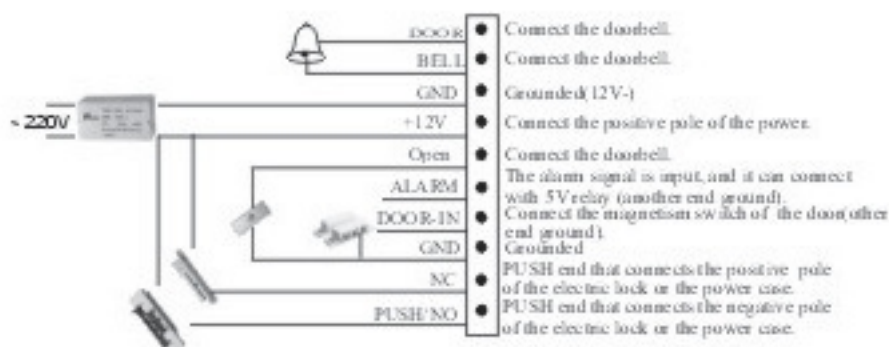 DOOR Connect the doorbell.
BELL Connect the doorbell.
GND Grounded(12V-)
~ 220V
+12V Connect the positive pole of the power.
Open Connect the doorbell.
ALARM The alarm signal is input, and it can connect
with 5V relay (another end ground).
DOOR-IN Connect the magnetism switch of the door(other
end ground).
GND Grounded
NC PUSH end that connects the positive pole
of the electric lock or the power case.
PUSH/NO PUSH end that connects the negative pole
of the electric lock or the power case.